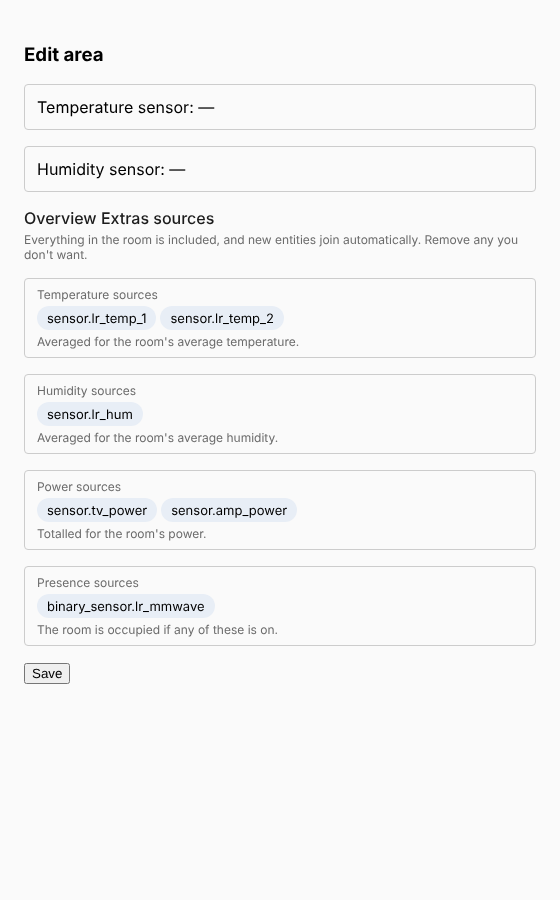 Edit area
Temperature sensor: —
Humidity sensor: —
Overview Extras sources
Everything in the room is included, and new entities join automatically. Remove any you
don't want.
Temperature sources
sensor.lr_temp_1 sensor.lr_temp_2
Averaged for the room's average temperature.
Humidity sources
sensor.lr_hum
Averaged for the room's average humidity.
Power sources
sensor.tv_power sensor.amp_power
Totalled for the room's power.
Presence sources
binary_sensor.lr_mmwave
The room is occupied if any of these is on.
Save